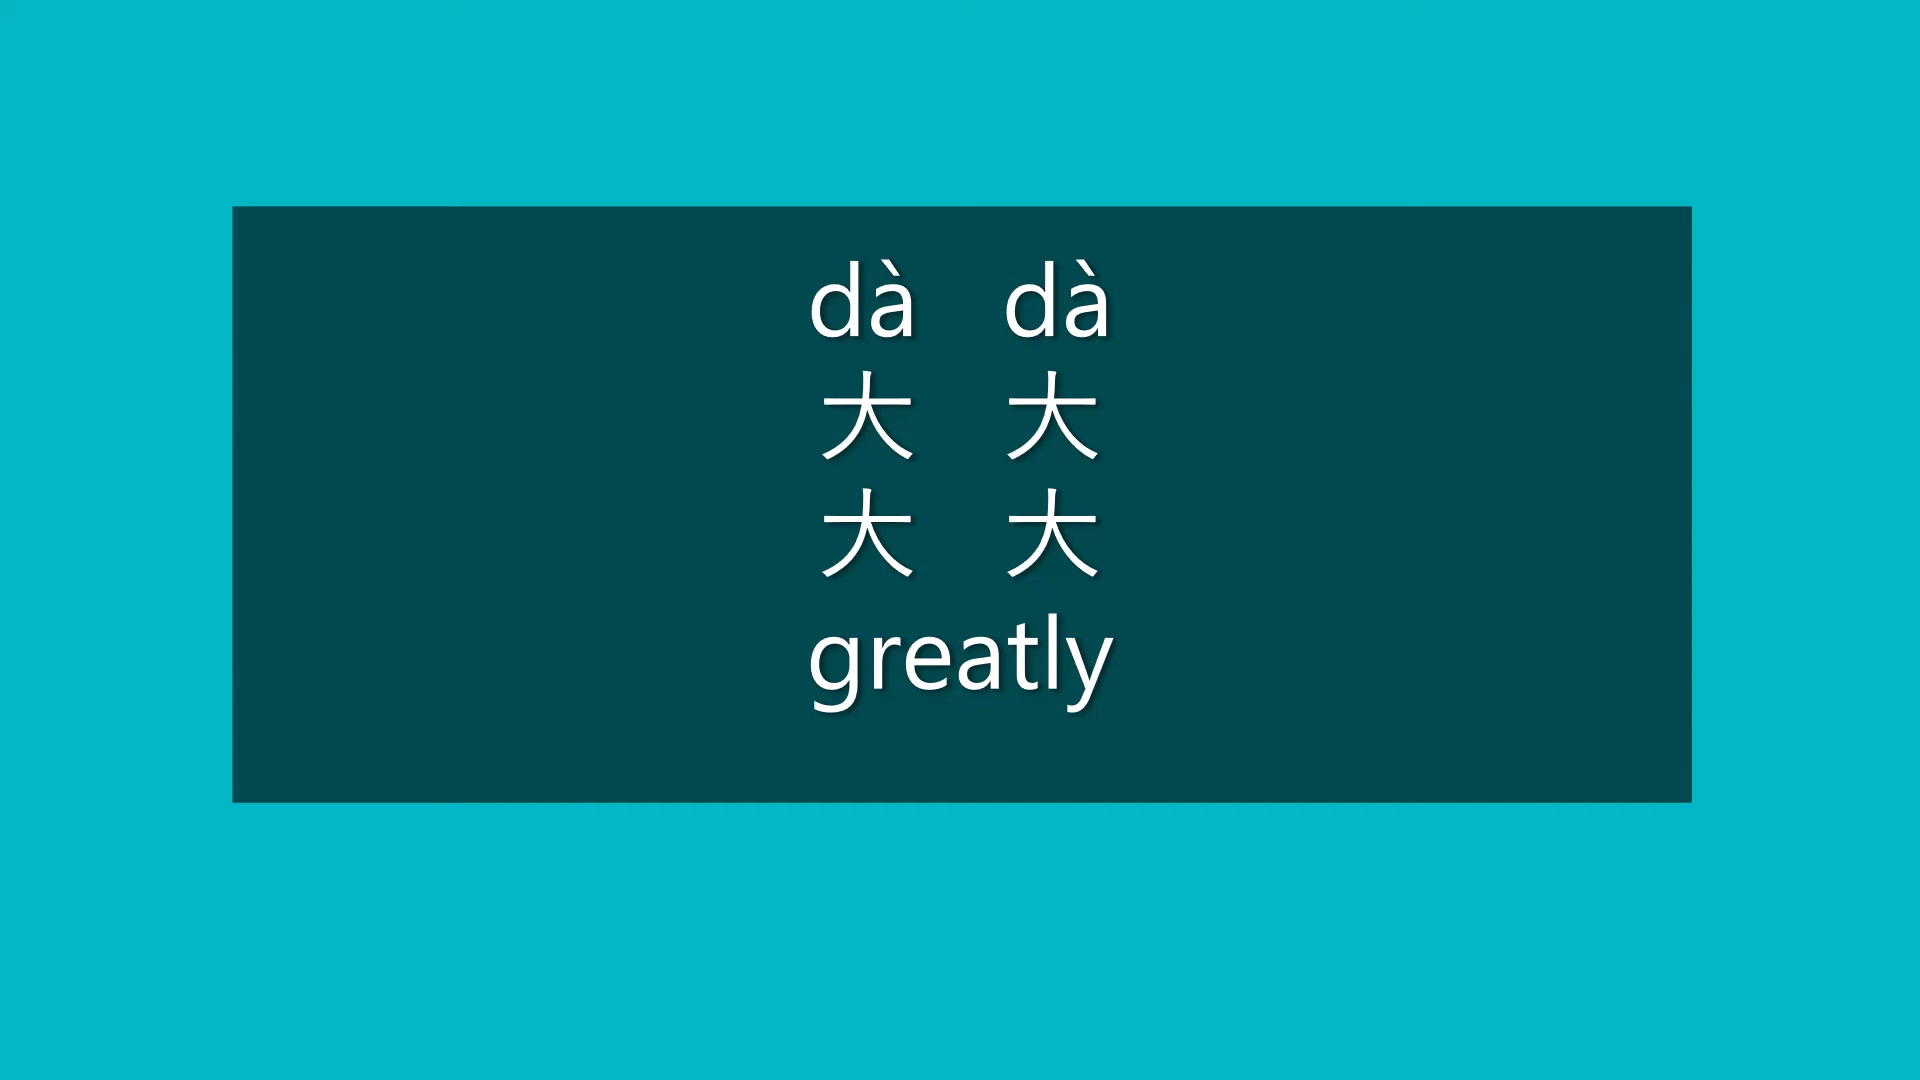 dà dà
大 大
大 大
greatly